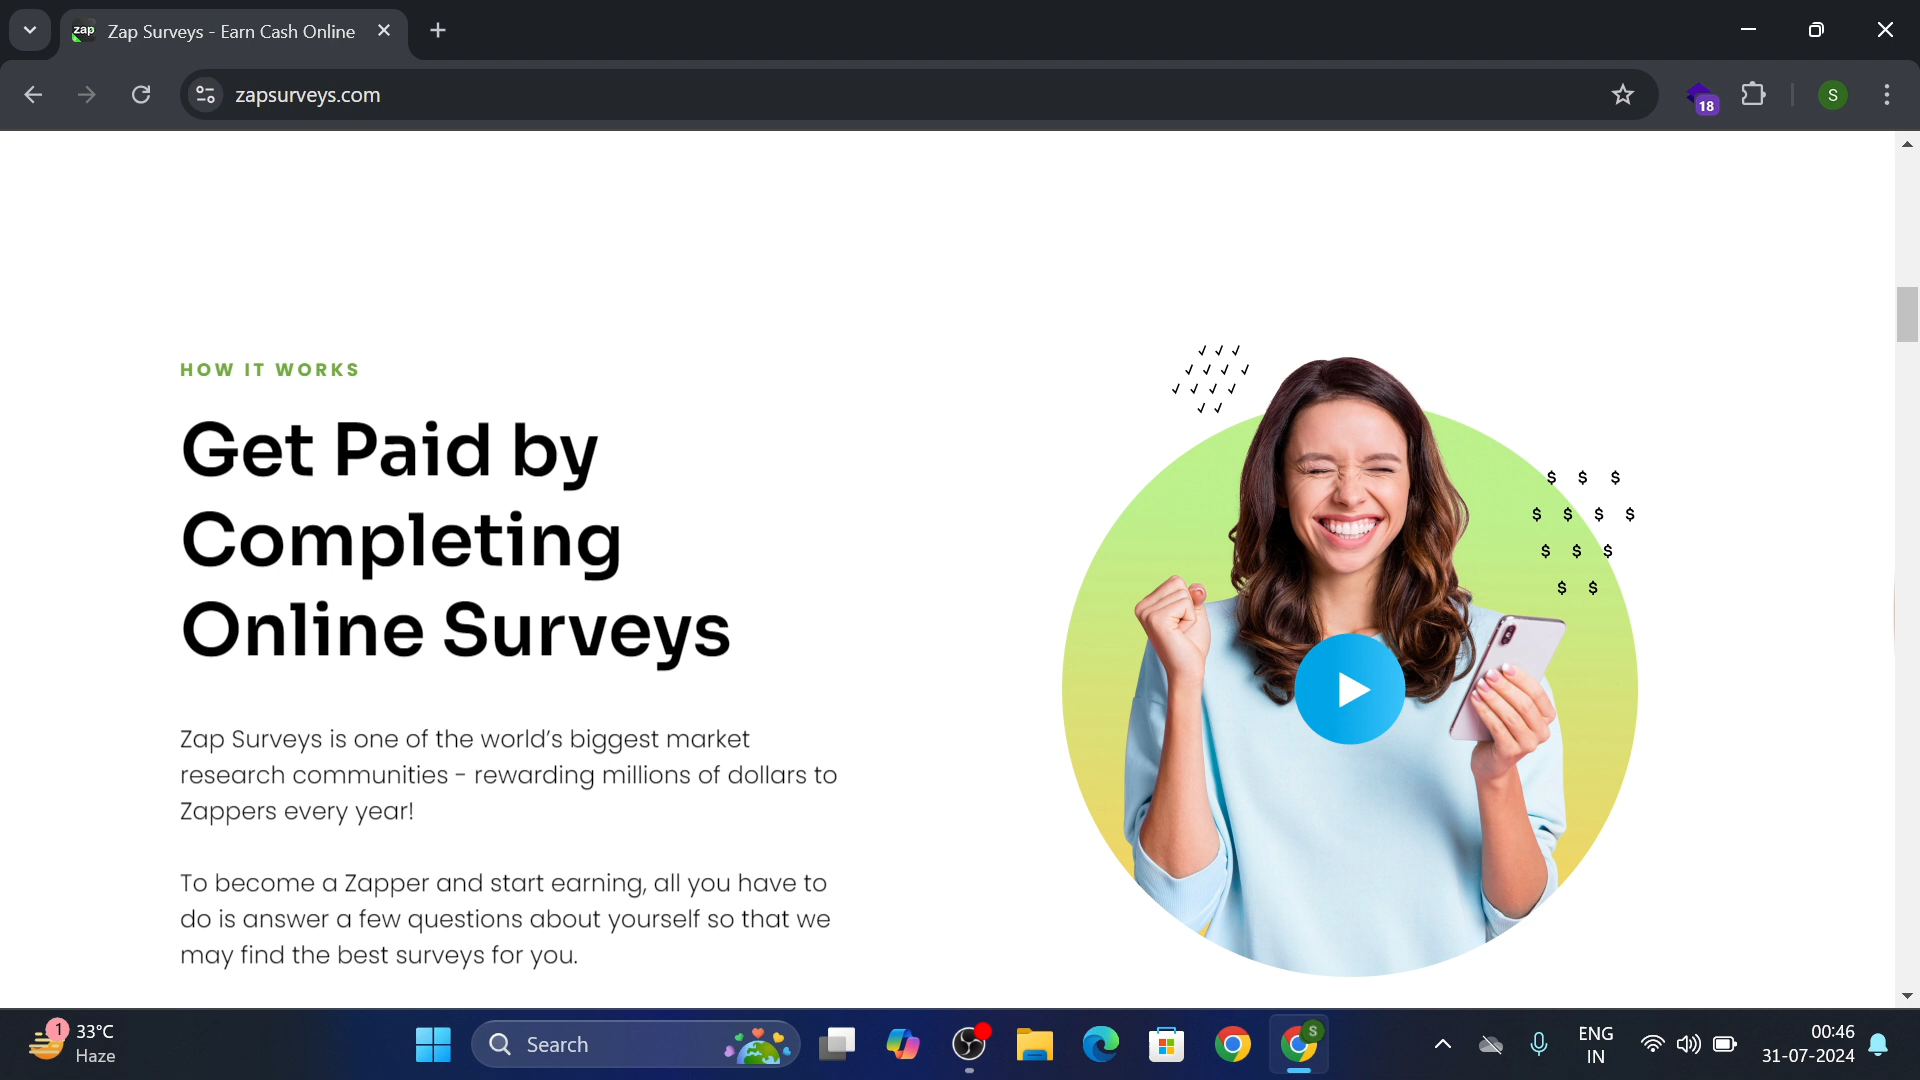 zap Zap Surveys - Earn Cash Online
zapsurveys.com
18
S
HOW IT WORKS
Get Paid by
Completing
Online Surveys
Zap Surveys is one of the world's biggest market
research communities - rewarding millions of dollars to
Zappers every year!
To become a Zapper and start earning, all you have to
do is answer a few questions about yourself so that we
may find the best surveys for you.
$ $ $
$ $ $ $
$ $ $
$ $
1
33°C
Haze
Search
S
ENG
IN
00:46
31-07-2024